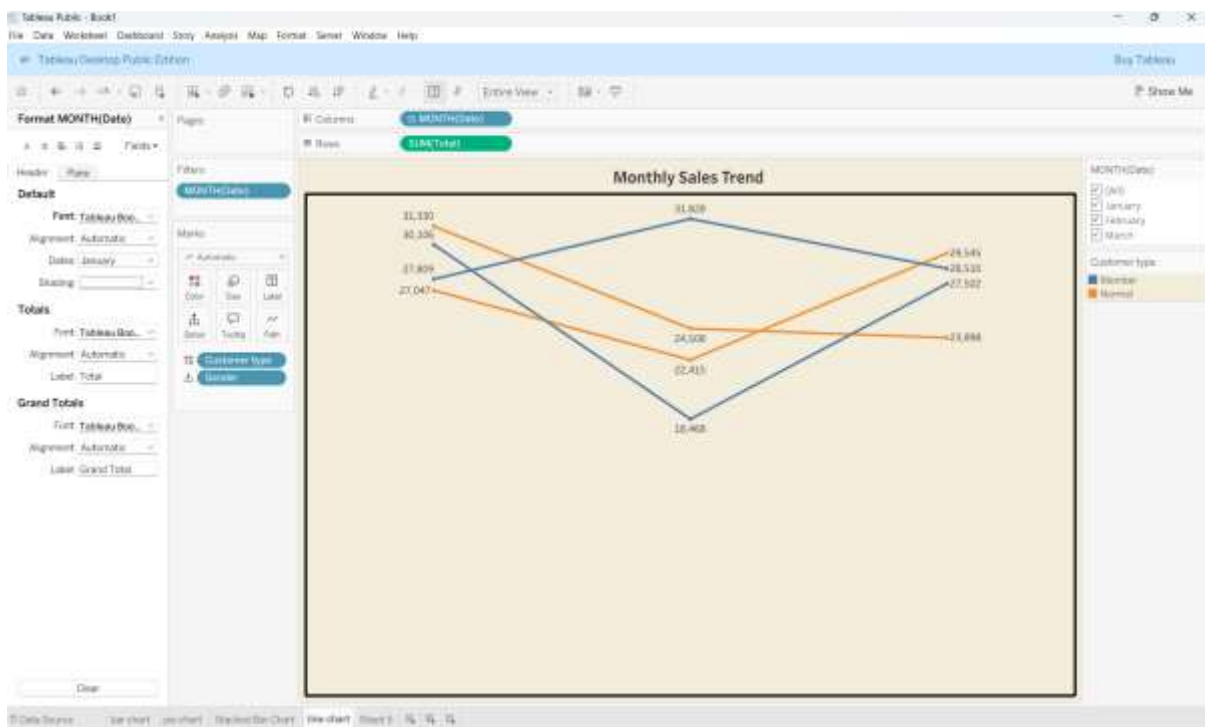 Tableau Public - Book1
File Data Worksheet Dashboard Story Analysis Map Format Server Window Help
Tableau Desktop Public Edition
Buy Tableau
Entire View
Show Me
Format MONTH(Date)
Fields
Header Pane
Default
Font: Tableau Boo...
Alignment: Automatic
Dates: January
Shading:
Totals
Font: Tableau Boo...
Alignment: Automatic
Label: Total
Grand Totals
Font: Tableau Boo...
Alignment: Automatic
Label: Grand Total
Clear
Pages
Filters
MONTH(Date)
Marks
Automatic
Color Size Label
Detail Tooltip Path
Customer type
Gender
Columns
MONTH(Date)
Rows
SUM(Total)
Monthly Sales Trend
31,330
30,106
27,809
27,047
31,828
24,508
22,415
18,468
29,545
27,502
23,898
MONTH(Date)
(All)
January
February
March
Customer type
Member
Normal
Data Source bar chart pie chart Stacked Bar Chart line chart